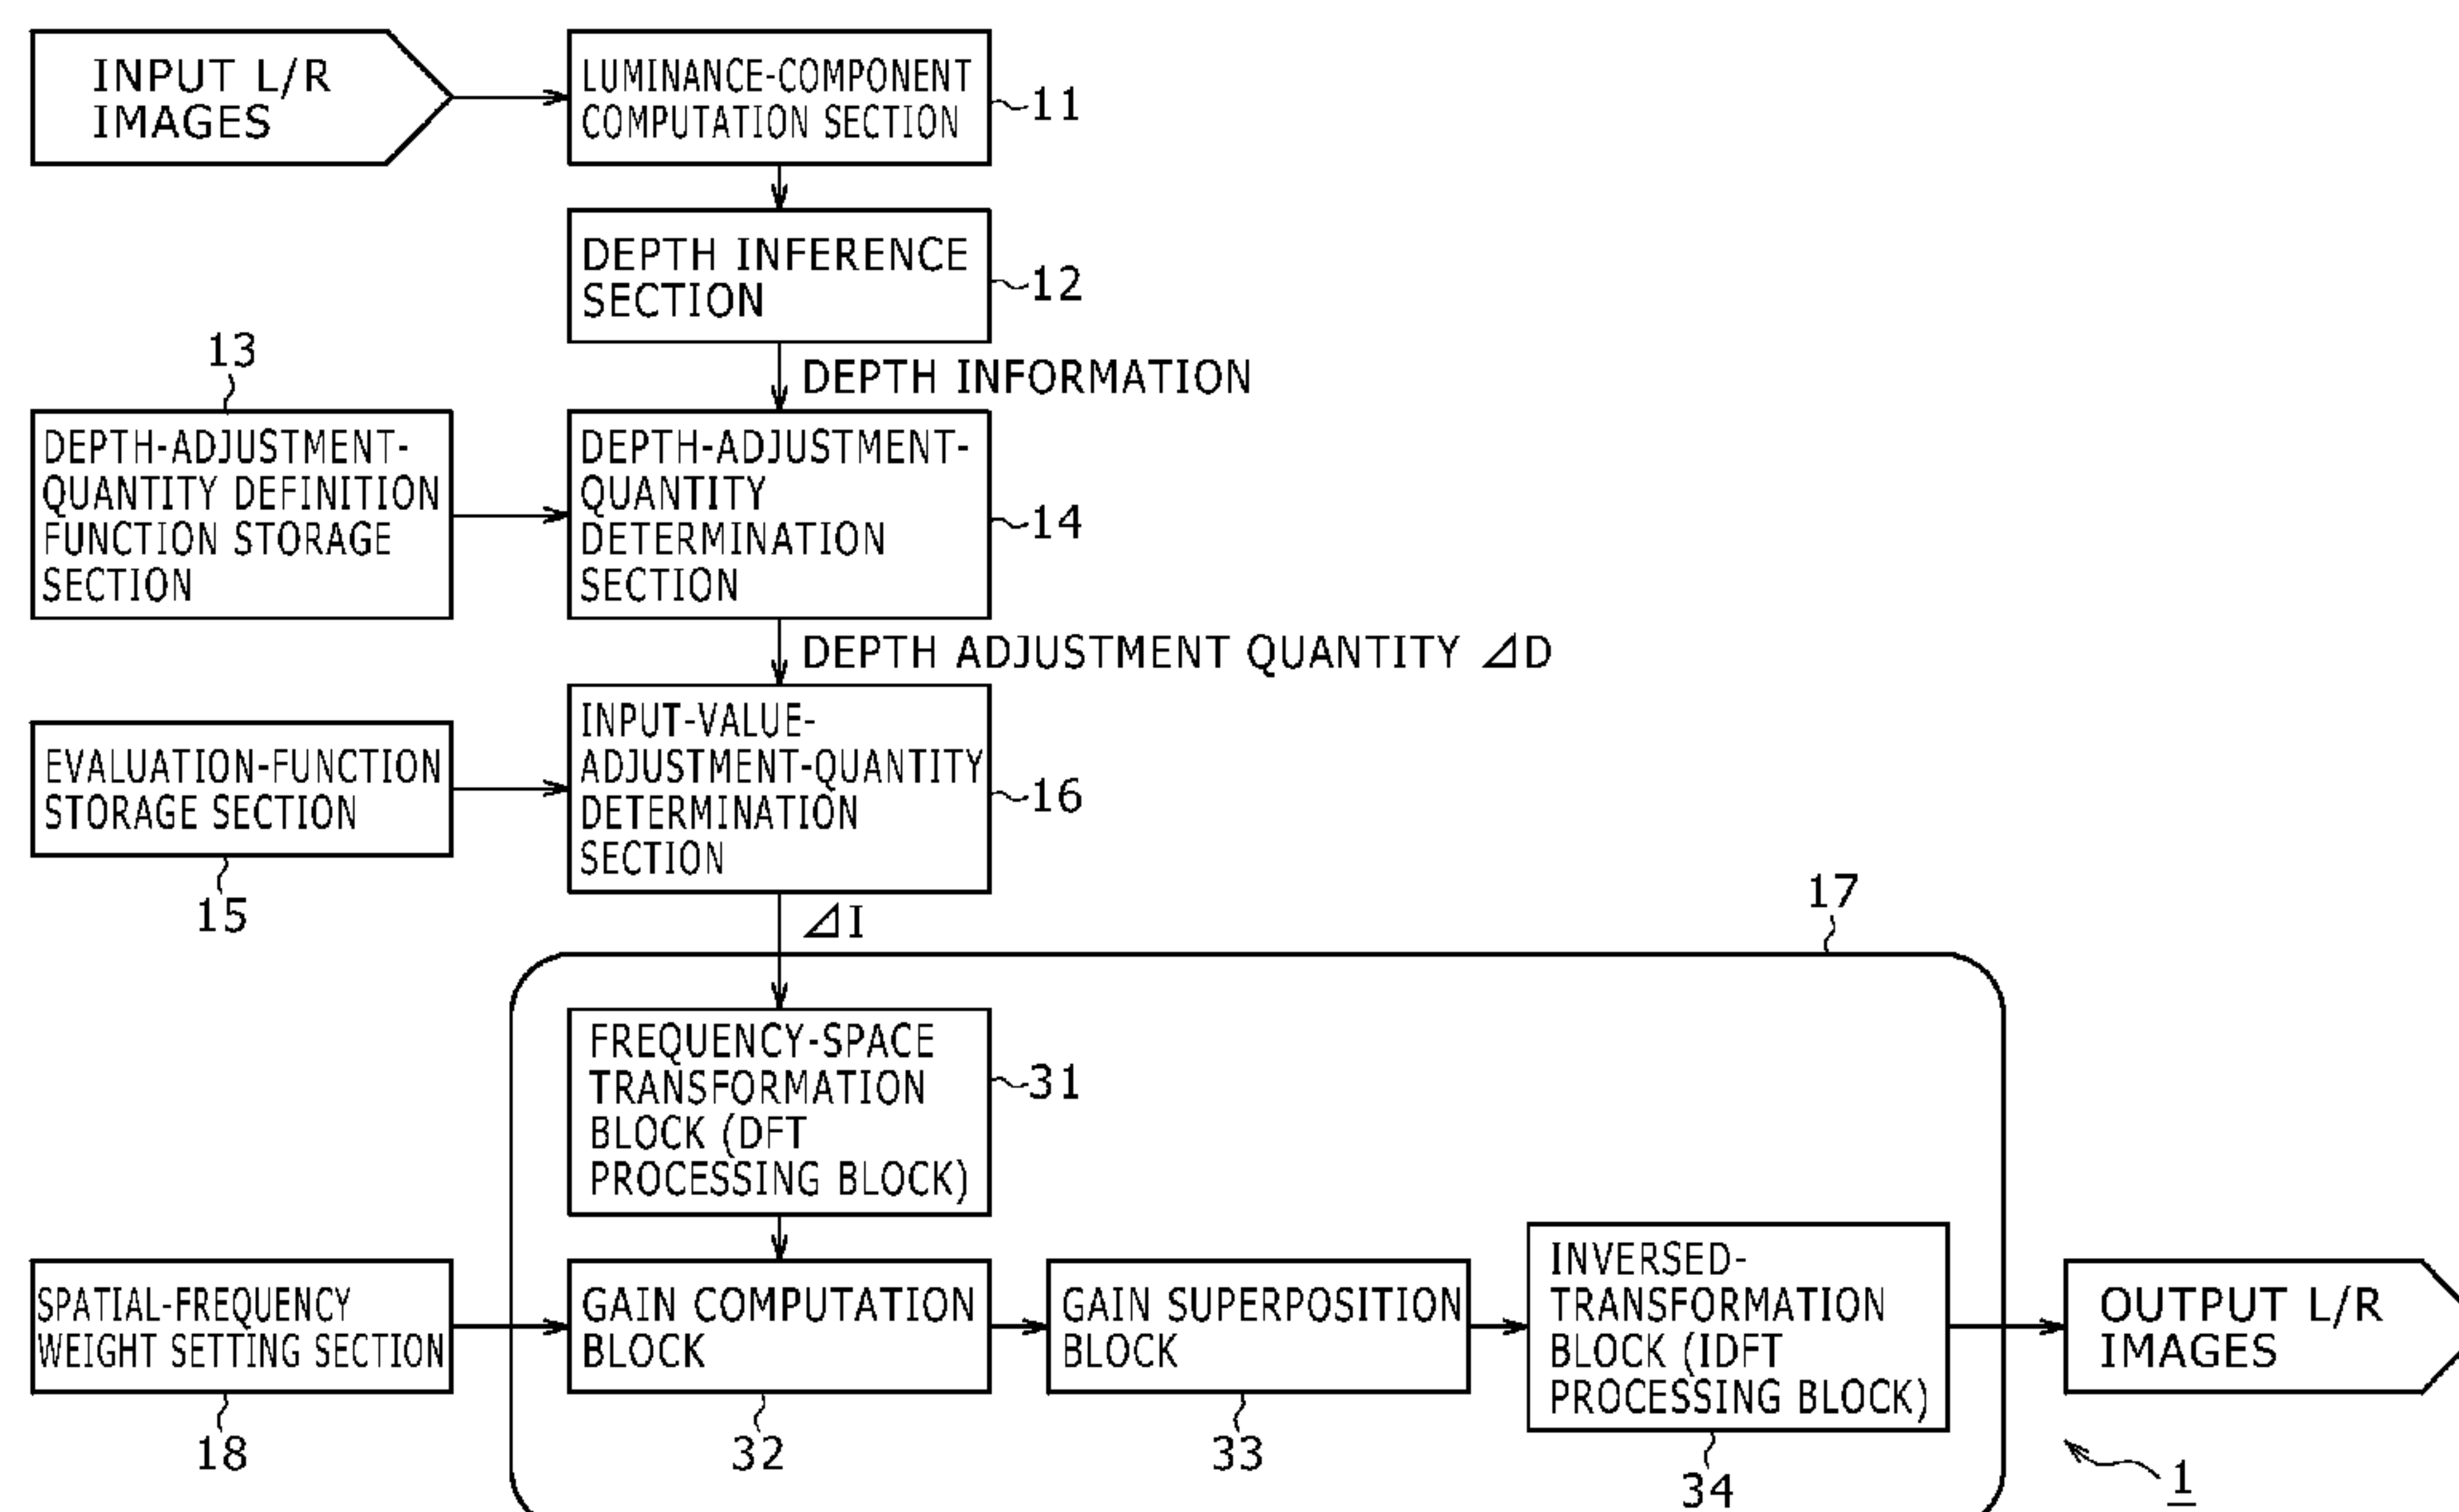 INPUT L/R
IMAGES
LUMINANCE-COMPONENT
COMPUTATION SECTION
11
DEPTH INFERENCE
SECTION
12
DEPTH INFORMATION
13
DEPTH-ADJUSTMENT-
QUANTITY DEFINITION
FUNCTION STORAGE
SECTION
DEPTH-ADJUSTMENT-
QUANTITY
DETERMINATION
SECTION
14
DEPTH ADJUSTMENT QUANTITY ⊿D
EVALUATION-FUNCTION
STORAGE SECTION
15
INPUT-VALUE-
ADJUSTMENT-QUANTITY
DETERMINATION
SECTION
16
⊿I
17
FREQUENCY-SPACE
TRANSFORMATION
BLOCK (DFT
PROCESSING BLOCK)
31
SPATIAL-FREQUENCY
WEIGHT SETTING SECTION
18
GAIN COMPUTATION
BLOCK
32
GAIN SUPERPOSITION
BLOCK
33
INVERSED-
TRANSFORMATION
BLOCK (IDFT
PROCESSING BLOCK)
34
OUTPUT L/R
IMAGES
1